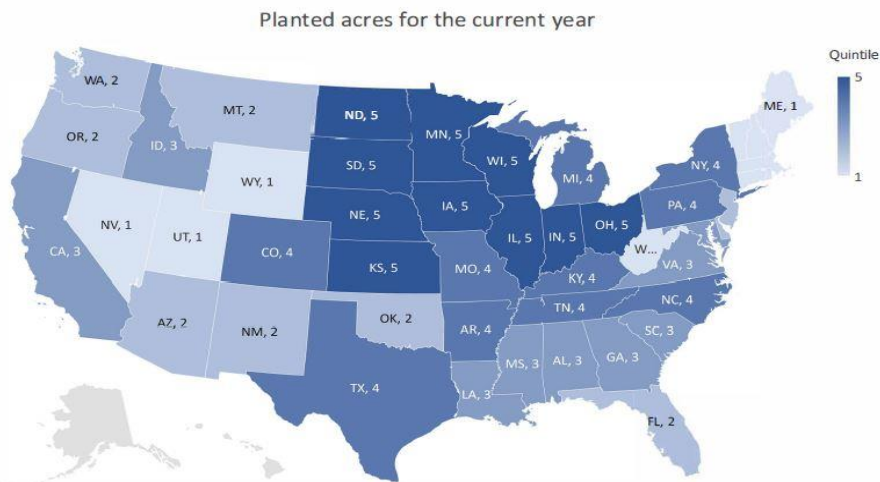 Planted acres for the current year
Quintile
5
1
WA, 2
MT, 2
ND, 5
MN, 5
ME, 1
OR, 2
ID, 3
SD, 5
WI, 5
MI, 4
NY, 4
WY, 1
NE, 5
IA, 5
PA, 4
NV, 1
UT, 1
CO, 4
IL, 5
IN, 5
OH, 5
W...
CA, 3
KS, 5
MO, 4
KY, 4
VA, 3
AZ, 2
NM, 2
OK, 2
AR, 4
TN, 4
NC, 4
SC, 3
TX, 4
LA, 3
MS, 3
AL, 3
GA, 3
FL, 2